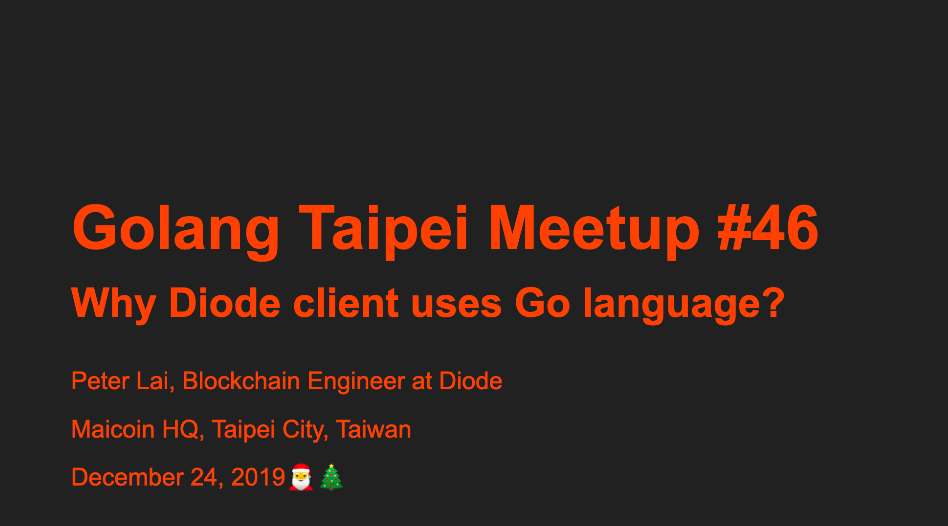 Golang Taipei Meetup #46
Why Diode client uses Go language?
Peter Lai, Blockchain Engineer at Diode
Maicoin HQ, Taipei City, Taiwan
December 24, 2019🎅🎄